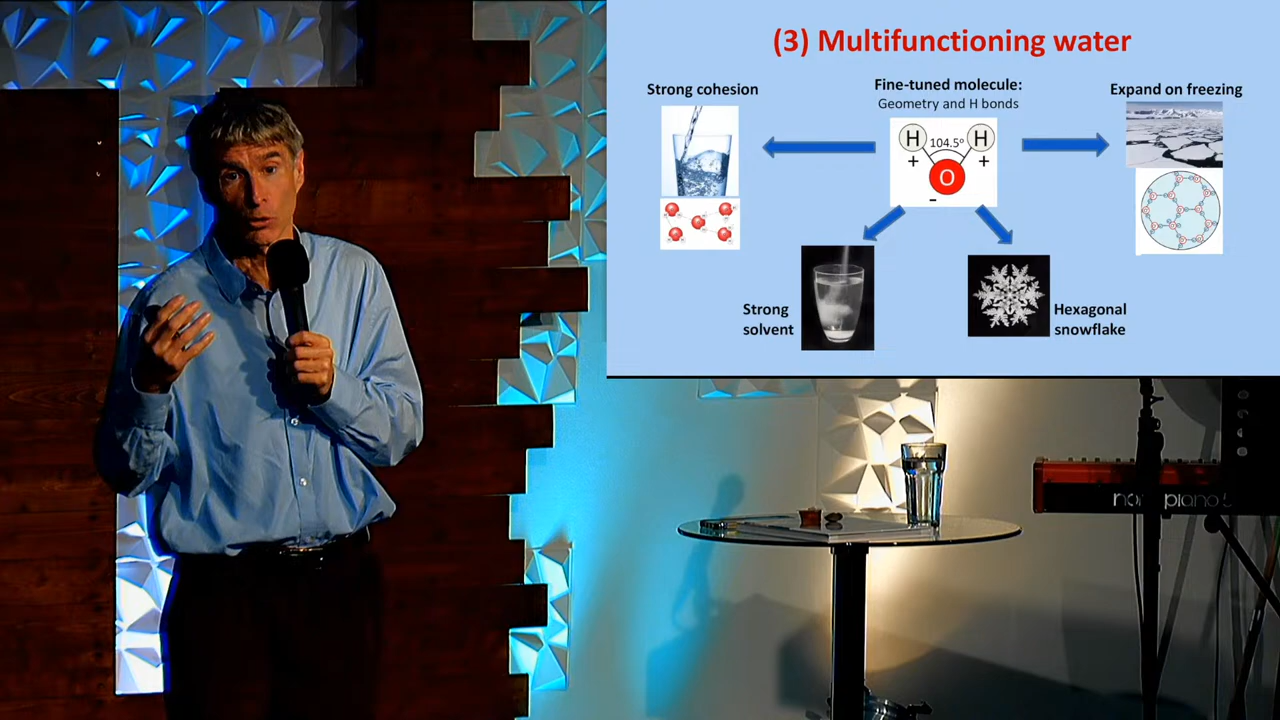 (3) Multifunctioning water
Strong cohesion
Fine-tuned molecule:
Geometry and H bonds
Expand on freezing
H 104.5° H
+ +
O
-
Strong
solvent
Hexagonal
snowflake
piano